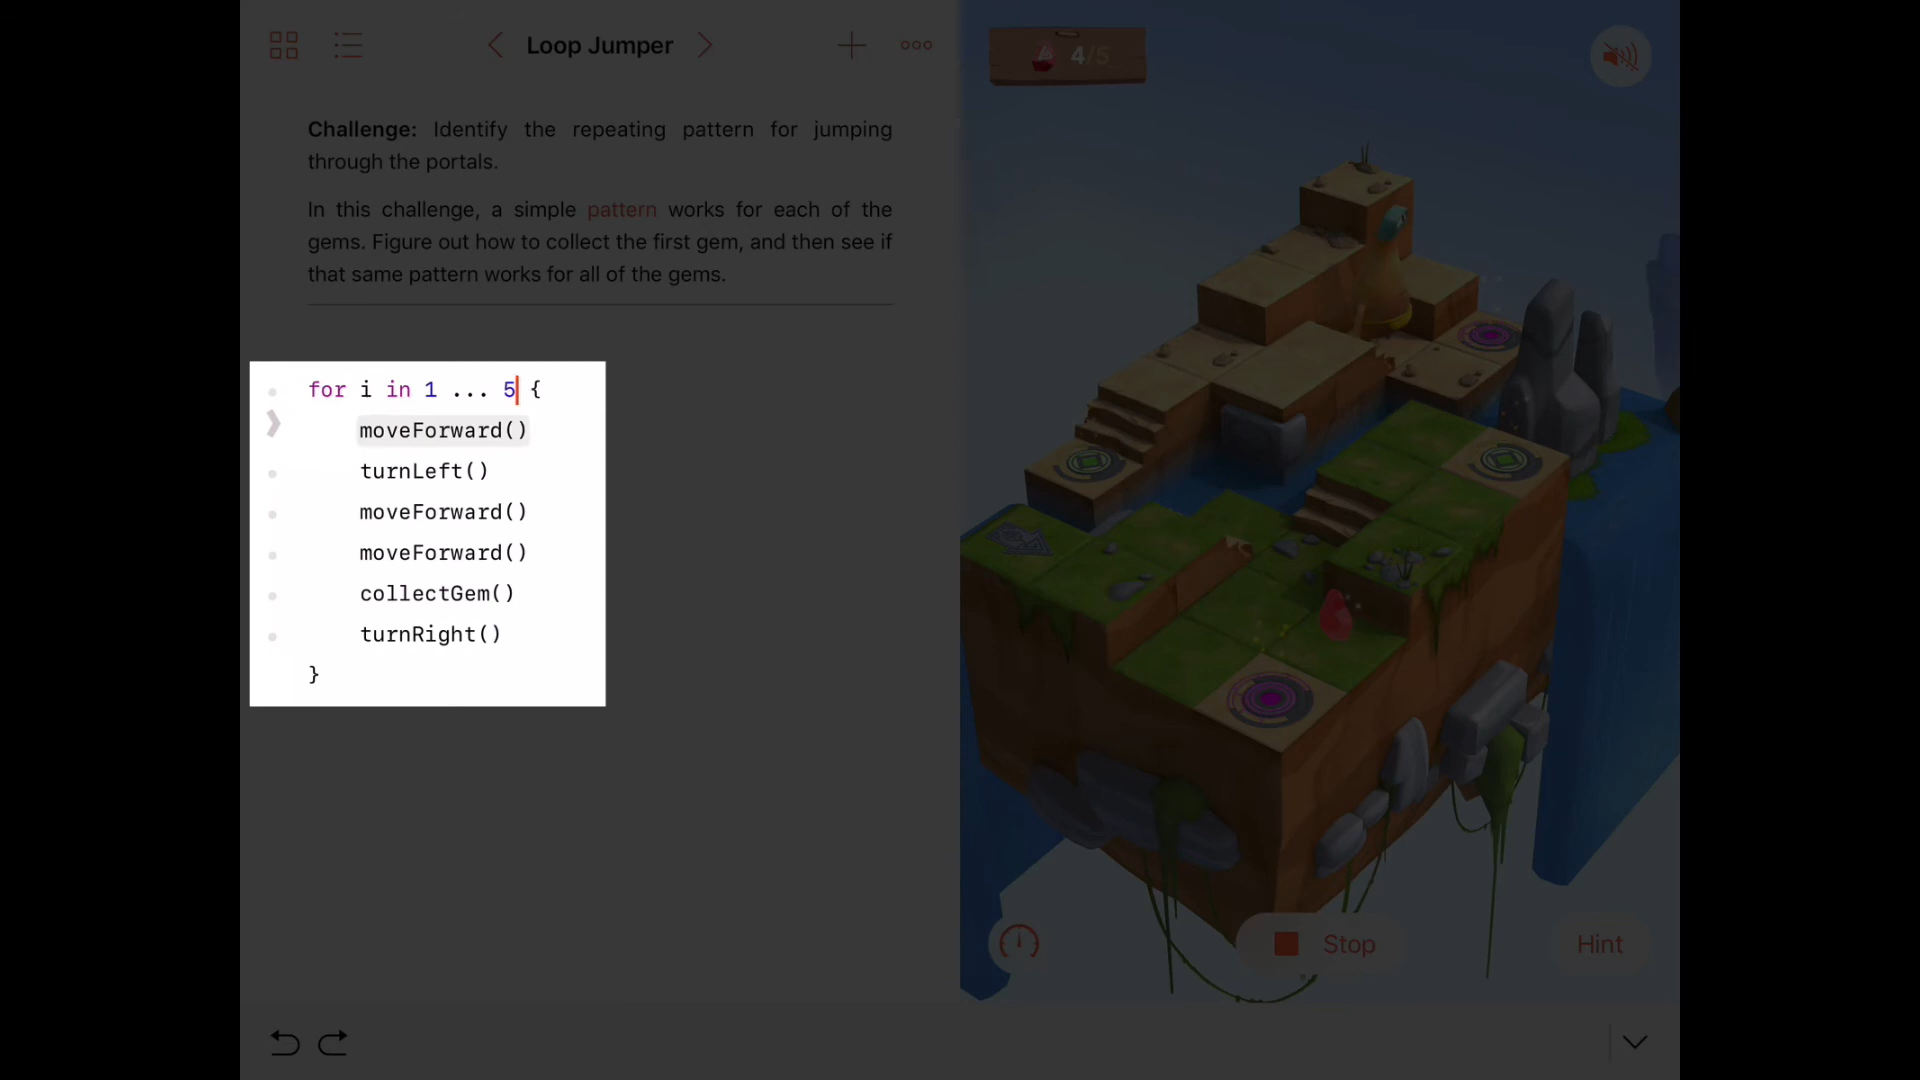 Loop Jumper
4/5
Challenge: Identify the repeating pattern for jumping
through the portals.
In this challenge, a simple pattern works for each of the
gems. Figure out how to collect the first gem, and then see if
that same pattern works for all of the gems.
for i in 1 ... 5 {
moveForward()
turnLeft()
moveForward()
moveForward()
collectGem()
turnRight()
}
Stop
Hint